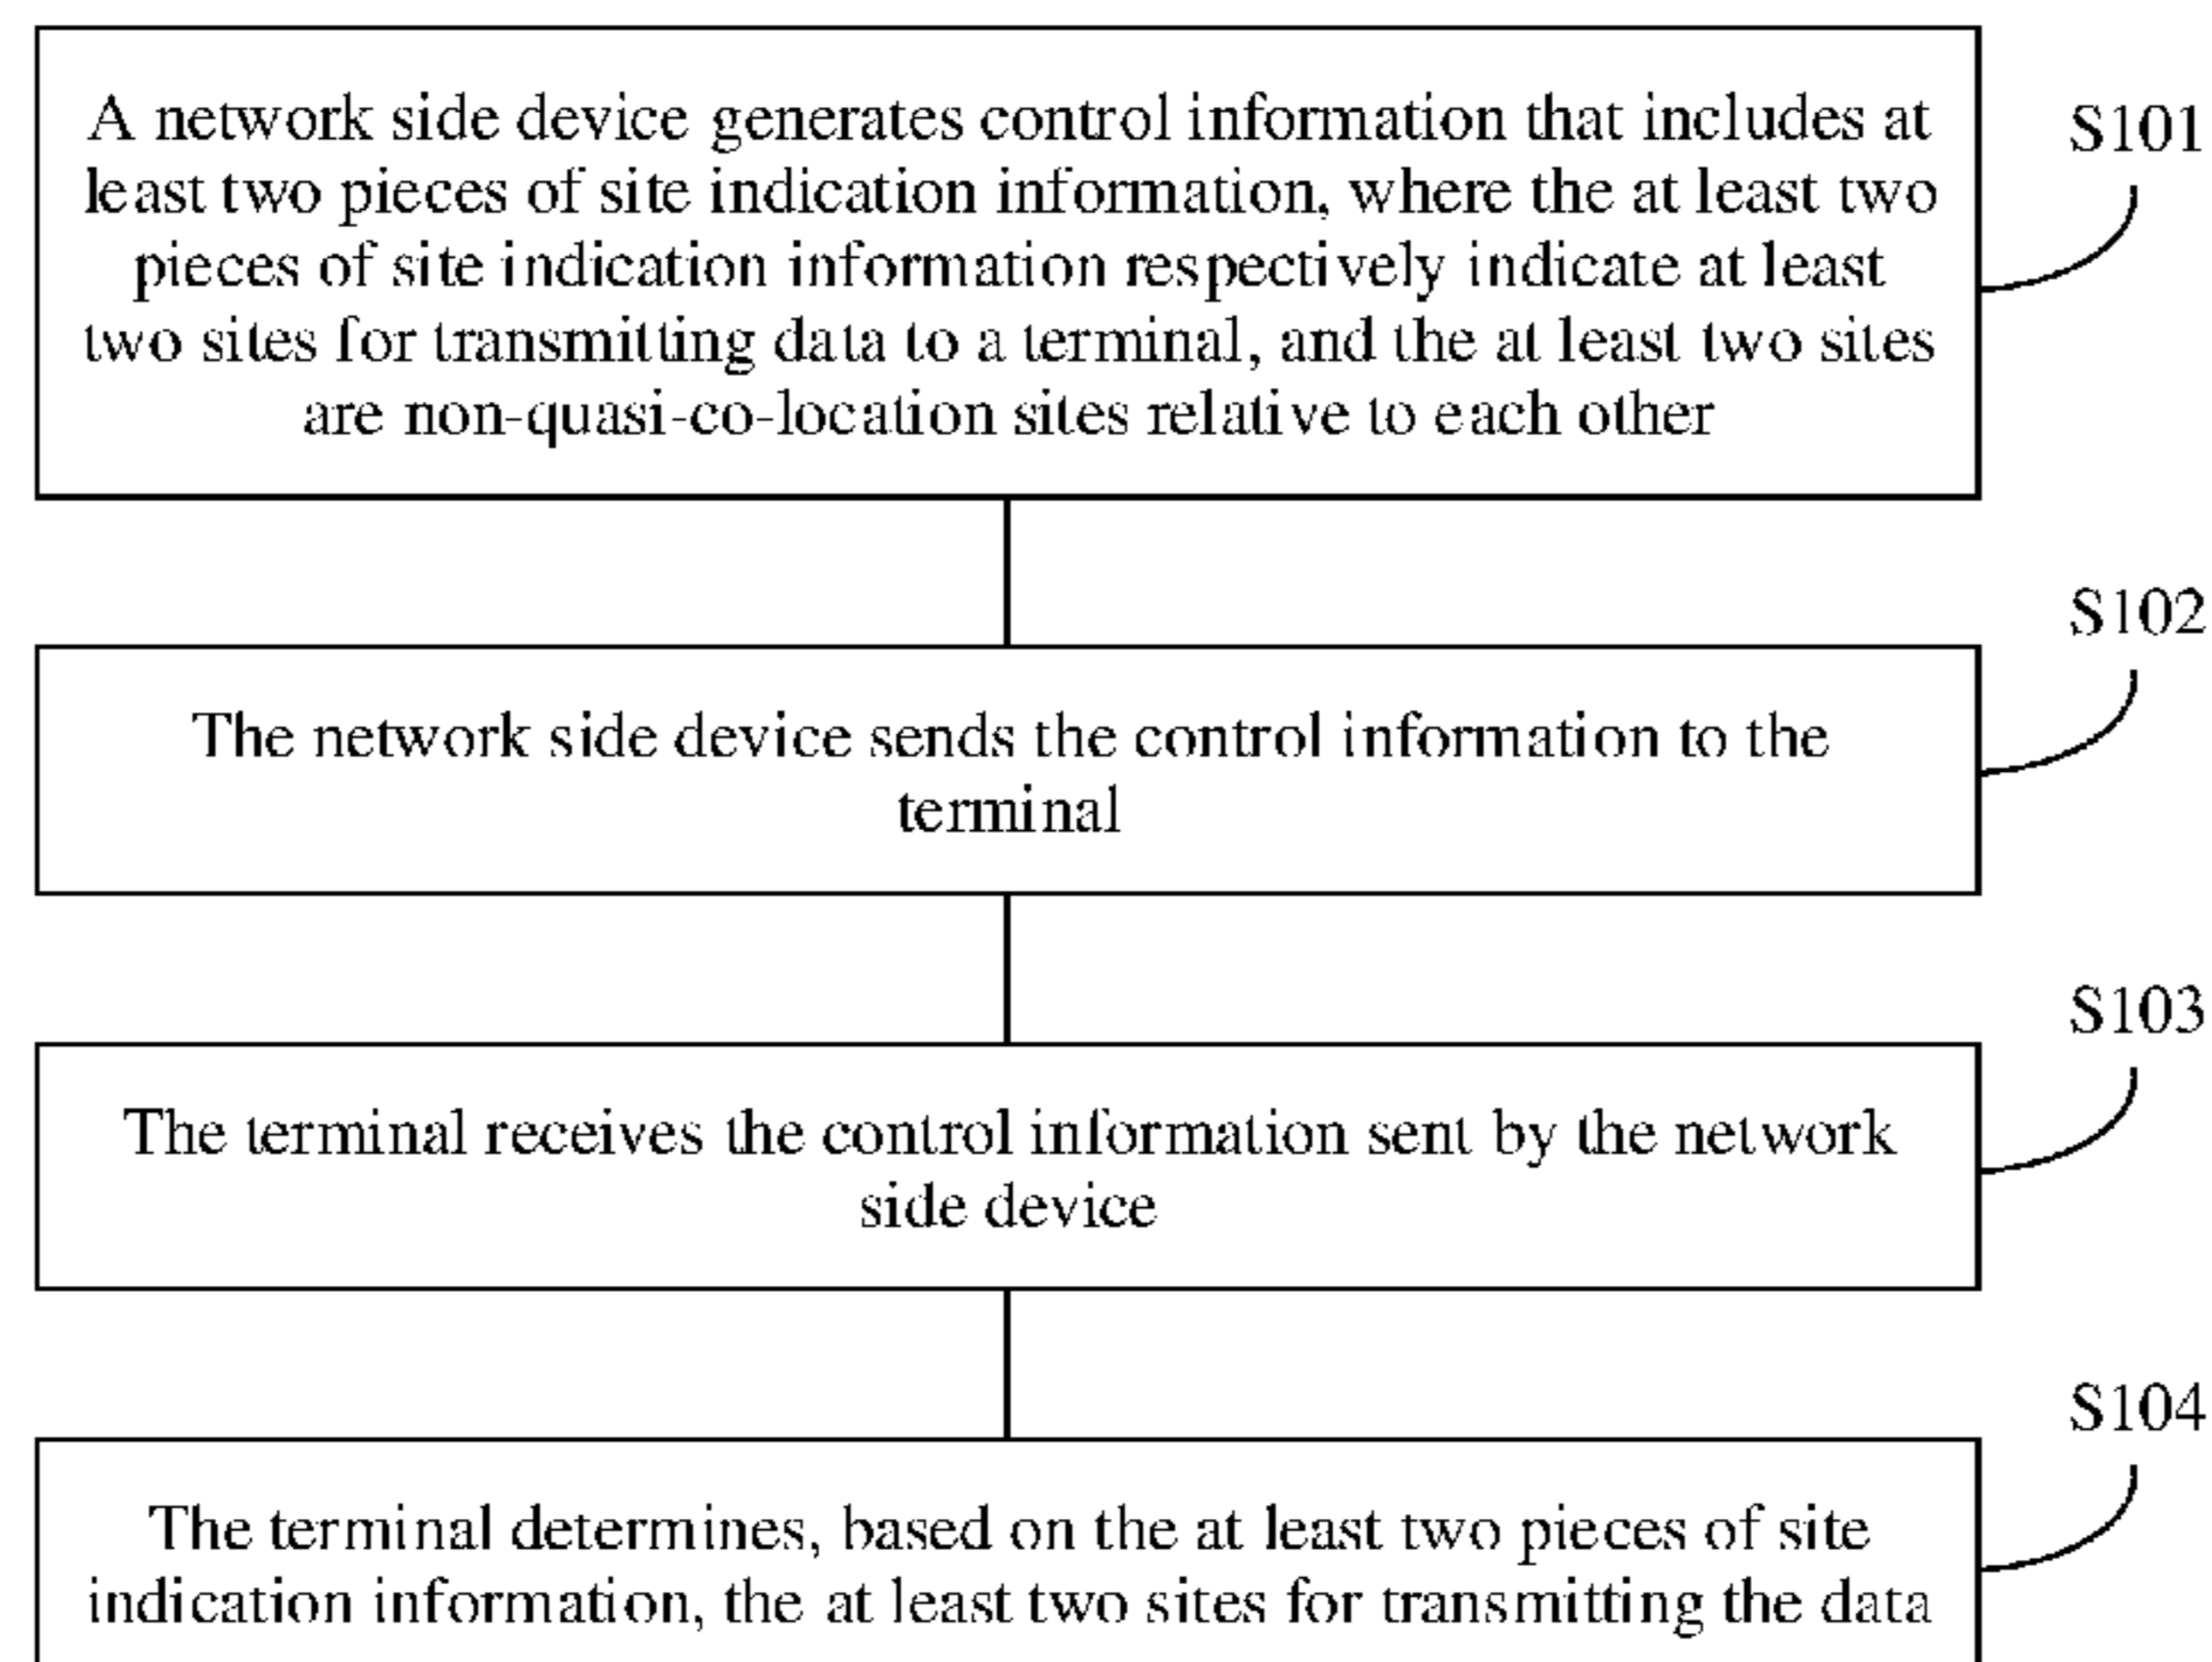 A network side device generates control information that includes at
least two pieces of site indication information, where the at least two
pieces of site indication information respectively indicate at least
two sites for transmitting data to a terminal, and the at least two sites
are non-quasi-co-location sites relative to each other
S101
S102
The network side device sends the control information to the
terminal
S103
The terminal receives the control information sent by the network
side device
S104
The terminal determines, based on the at least two pieces of site
indication information, the at least two sites for transmitting the data